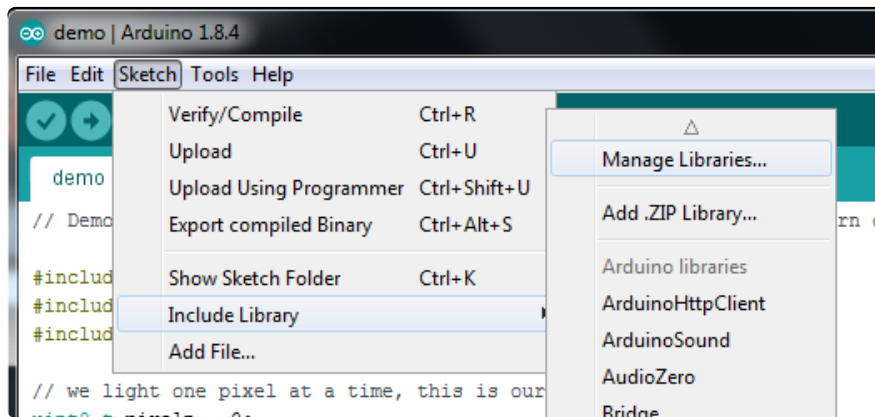 demo | Arduino 1.8.4
File Edit Sketch Tools Help
Verify/Compile Ctrl+R
Upload Ctrl+U
Upload Using Programmer Ctrl+Shift+U
Export compiled Binary Ctrl+Alt+S
Show Sketch Folder Ctrl+K
Include Library
Add File...
Manage Libraries...
Add .ZIP Library...
Arduino libraries
ArduinoHttpClient
ArduinoSound
AudioZero
Bridge
demo
// Demo
#includ
#includ
#includ
// we light one pixel at a time, this is our